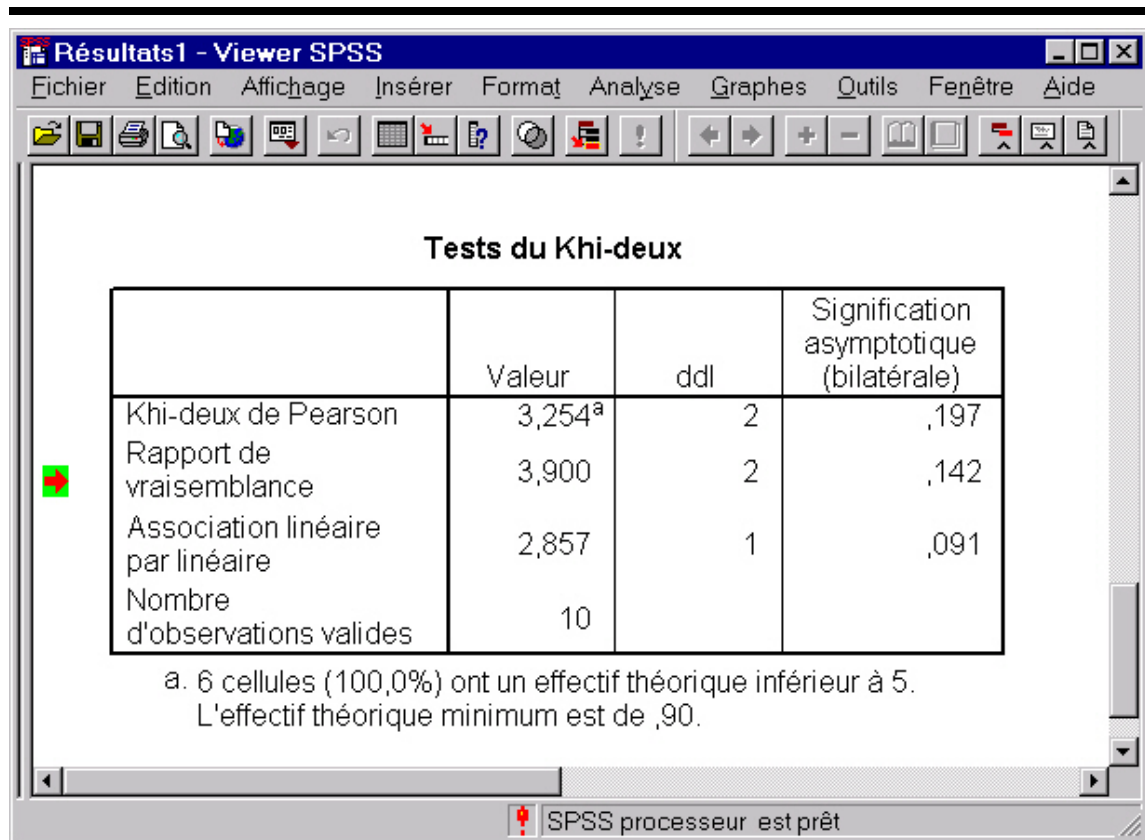 Résultats1 - Viewer SPSS
Fichier Edition Affichage Insérer Format Analyse Graphes Outils Fenêtre Aide
Tests du Khi-deux
Valeur ddl Signification asymptotique (bilatérale)
Khi-deux de Pearson 3,254a 2 ,197
Rapport de vraisemblance 3,900 2 ,142
Association linéaire par linéaire 2,857 1 ,091
Nombre d'observations valides 10
a. 6 cellules (100,0%) ont un effectif théorique inférieur à 5.
L'effectif théorique minimum est de ,90.
SPSS processeur est prêt